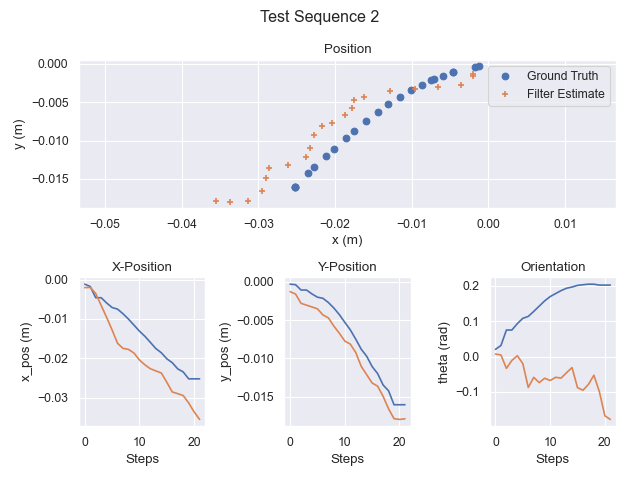 Test Sequence 2
Position
0.000
−0.005
−0.010
−0.015
y (m)
Ground Truth
Filter Estimate
−0.05
−0.04
−0.03
−0.02
−0.01
0.00
0.01
x (m)
X-Position
0.00
−0.01
−0.02
−0.03
x_pos (m)
0
10
20
Steps
Y-Position
0.000
−0.005
−0.010
−0.015
y_pos (m)
0
10
20
Steps
Orientation
0.2
0.1
0.0
−0.1
theta (rad)
0
10
20
Steps